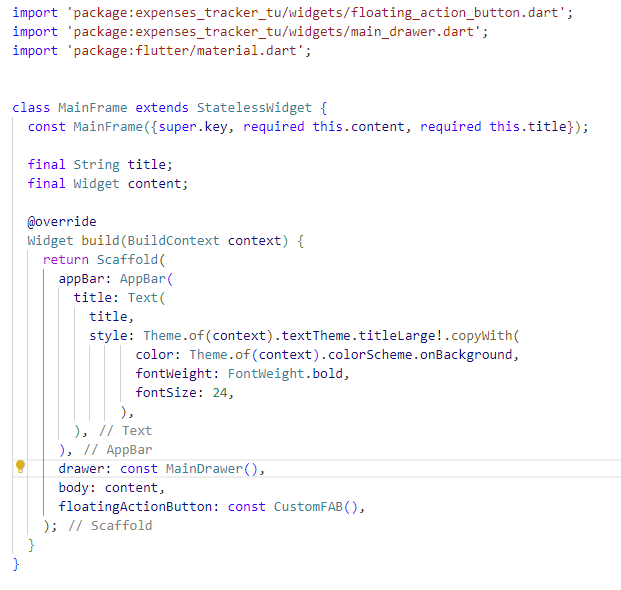 import 'package:expenses_tracker_tu/widgets/floating_action_button.dart';
import 'package:expenses_tracker_tu/widgets/main_drawer.dart';
import 'package:flutter/material.dart';
class MainFrame extends StatelessWidget {
const MainFrame({super.key, required this.content, required this.title});
final String title;
final Widget content;
@override
Widget build(BuildContext context) {
return Scaffold(
appBar: AppBar(
title: Text(
title,
style: Theme.of(context).textTheme.titleLarge!.copyWith(
color: Theme.of(context).colorScheme.onBackground,
fontWeight: FontWeight.bold,
fontSize: 24,
),
), // Text
), // AppBar
drawer: const MainDrawer(),
body: content,
floatingActionButton: const CustomFAB(),
); // Scaffold
}
}